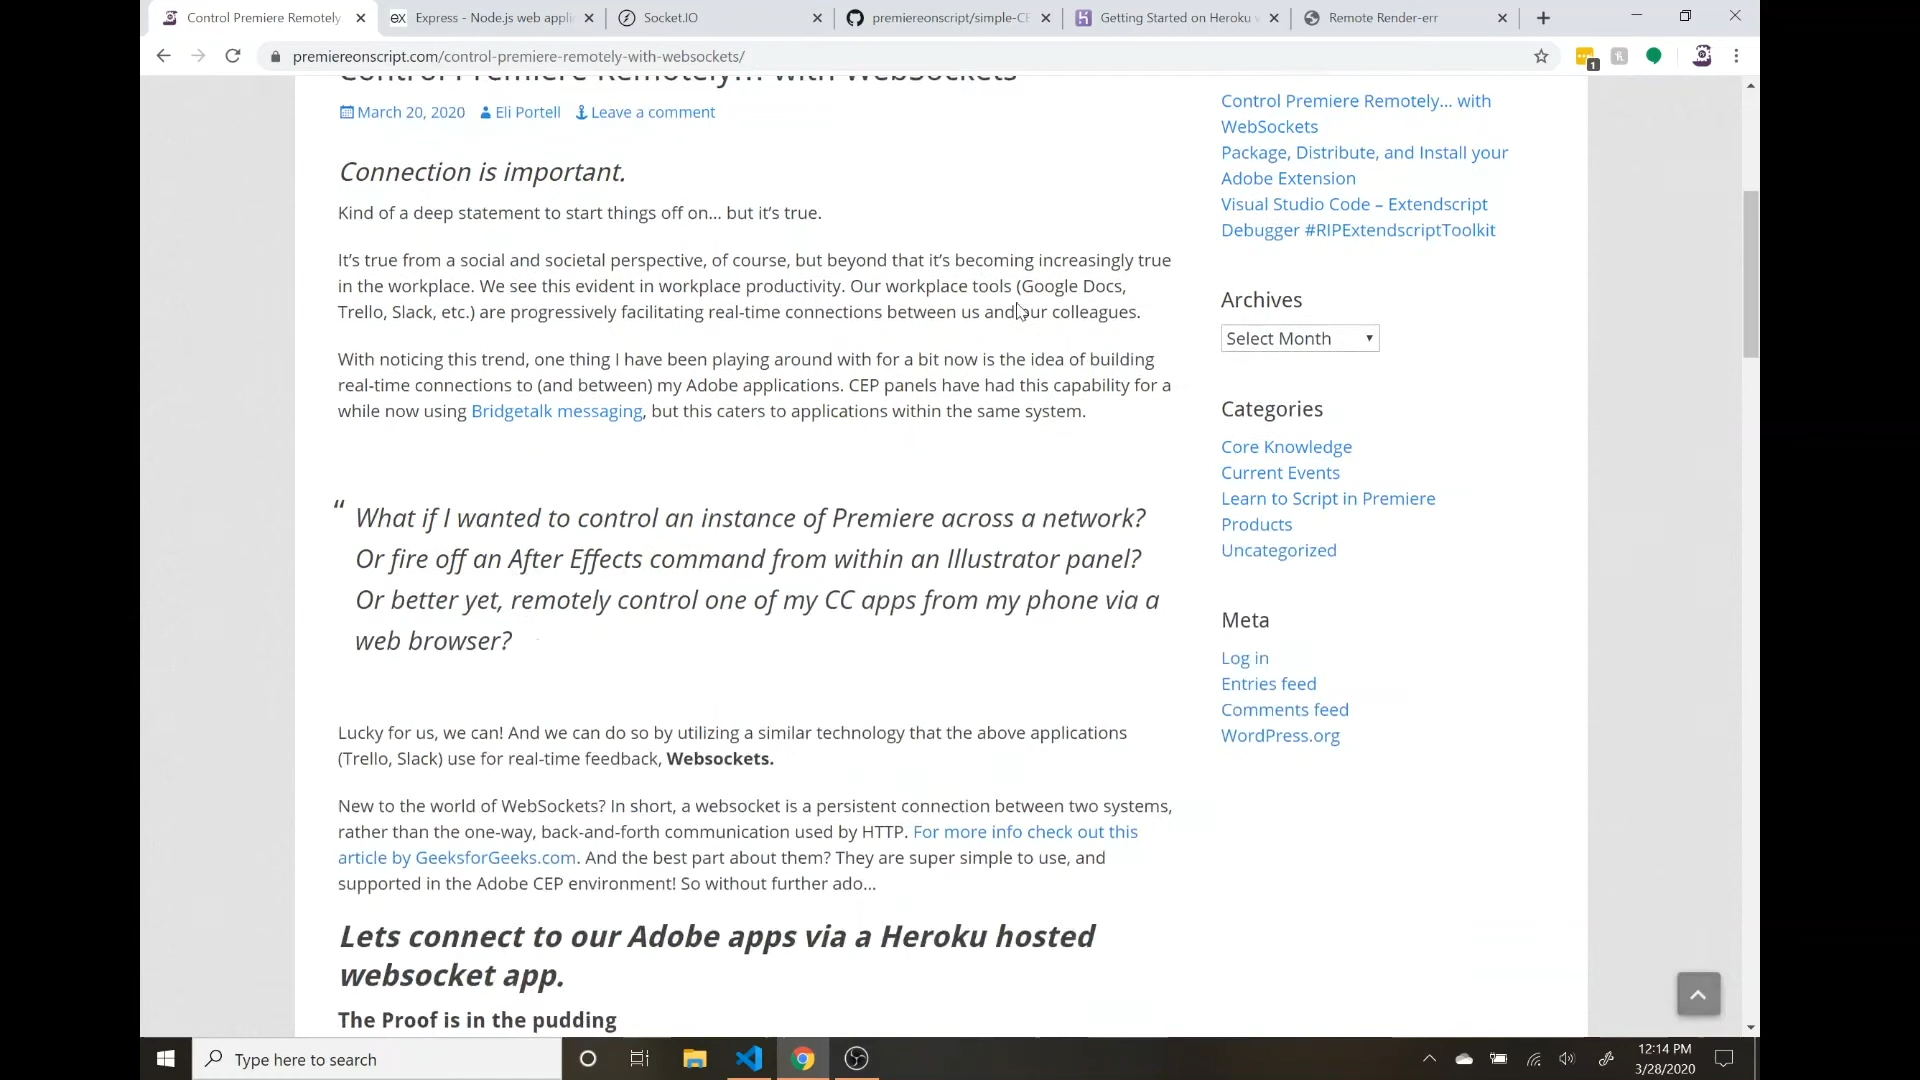 Control Premiere Remotely
Express - Node.js web appli
Socket.IO
premiereonscript/simple-CE
Getting Started on Heroku
Remote Render-err
premiereonscript.com/control-premiere-remotely-with-websockets/
1
Control Premiere Remotely... with WebSockets
March 20, 2020 Eli Portell Leave a comment
Connection is important.
Kind of a deep statement to start things off on... but it's true.
It's true from a social and societal perspective, of course, but beyond that it's becoming increasingly true
in the workplace. We see this evident in workplace productivity. Our workplace tools (Google Docs,
Trello, Slack, etc.) are progressively facilitating real-time connections between us and our colleagues.
With noticing this trend, one thing I have been playing around with for a bit now is the idea of building
real-time connections to (and between) my Adobe applications. CEP panels have had this capability for a
while now using Bridgetalk messaging, but this caters to applications within the same system.
“ What if I wanted to control an instance of Premiere across a network?
Or fire off an After Effects command from within an Illustrator panel?
Or better yet, remotely control one of my CC apps from my phone via a
web browser?
Lucky for us, we can! And we can do so by utilizing a similar technology that the above applications
(Trello, Slack) use for real-time feedback, Websockets.
New to the world of WebSockets? In short, a websocket is a persistent connection between two systems,
rather than the one-way, back-and-forth communication used by HTTP. For more info check out this
article by GeeksforGeeks.com. And the best part about them? They are super simple to use, and
supported in the Adobe CEP environment! So without further ado...
Lets connect to our Adobe apps via a Heroku hosted
websocket app.
The Proof is in the pudding
Control Premiere Remotely... with
WebSockets
Package, Distribute, and Install your
Adobe Extension
Visual Studio Code – Extendscript
Debugger #RIPExtendscriptToolkit
Archives
Select Month
Categories
Core Knowledge
Current Events
Learn to Script in Premiere
Products
Uncategorized
Meta
Log in
Entries feed
Comments feed
WordPress.org
Type here to search
12:14 PM
3/28/2020